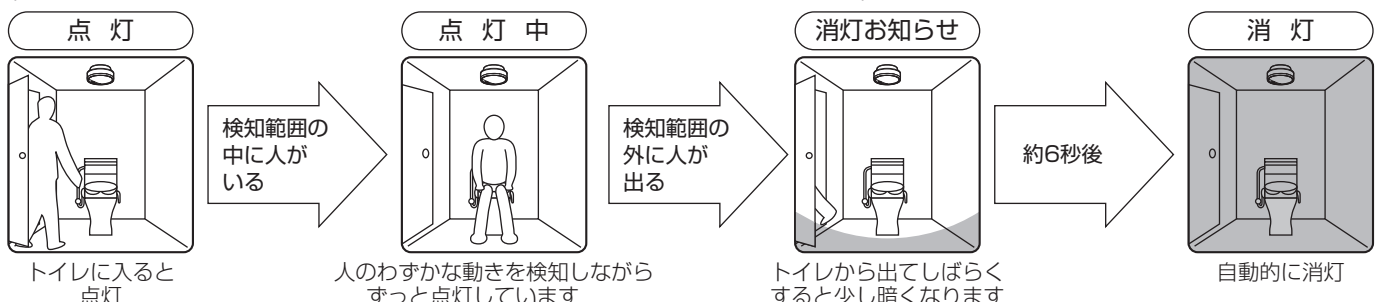 点 灯
点 灯 中
消灯お知らせ
消 灯
検知範囲の
中に人が
いる
検知範囲の
外に人が
出る
約6秒後
トイレに入ると
点灯
人のわずかな動きを検知しながら
ずっと点灯しています
トイレから出てしばらく
すると少し暗くなります
自動的に消灯